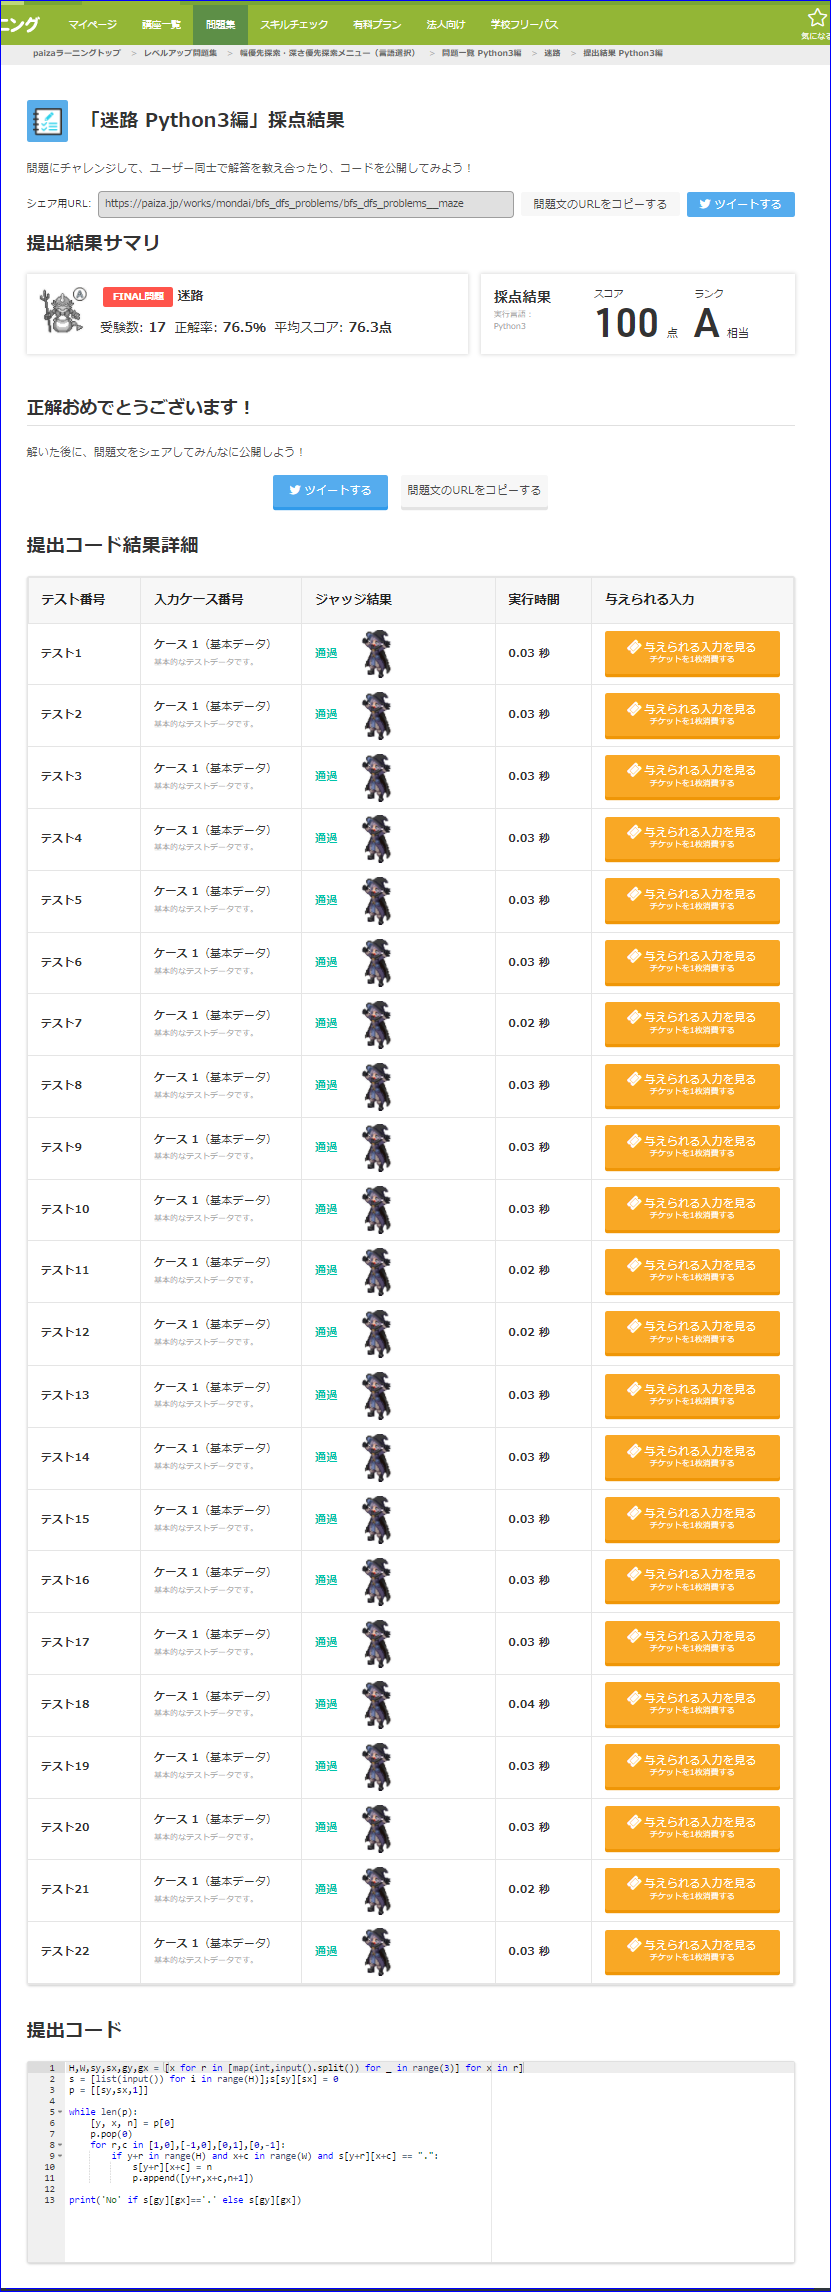 ニング マイページ 講座一覧 問題集 スキルチェック 有料プラン 法人向け 学校フリーパス 気になる
paizaラーニングトップ > レベルアップ問題集 > 幅優先探索・深さ優先探索メニュー（言語選択） > 問題一覧 Python3編 > 迷路 > 提出結果 Python3編
「迷路 Python3編」採点結果
問題にチャレンジして、ユーザー同士で解答を教え合ったり、コードを公開してみよう！
シェア用URL: https://paiza.jp/works/mondai/bfs_dfs_problems/bfs_dfs_problems__maze 問題文のURLをコピーする ツイートする
提出結果サマリ
FINAL問題 迷路
受験数: 17 正解率: 76.5% 平均スコア: 76.3点
採点結果
実行言語：
Python3
スコア
100 点
ランク
A 相当
正解おめでとうございます！
解いた後に、問題文をシェアしてみんなに公開しよう！
ツイートする 問題文のURLをコピーする
提出コード結果詳細
テスト番号 入力ケース番号 ジャッジ結果 実行時間 与えられる入力
テスト1 ケース 1（基本データ） 通過 0.03 秒 与えられる入力を見る
基本的なテストデータです。 チケットを1枚消費する
テスト2 ケース 1（基本データ） 通過 0.03 秒 与えられる入力を見る
基本的なテストデータです。 チケットを1枚消費する
テスト3 ケース 1（基本データ） 通過 0.03 秒 与えられる入力を見る
基本的なテストデータです。 チケットを1枚消費する
テスト4 ケース 1（基本データ） 通過 0.03 秒 与えられる入力を見る
基本的なテストデータです。 チケットを1枚消費する
テスト5 ケース 1（基本データ） 通過 0.03 秒 与えられる入力を見る
基本的なテストデータです。 チケットを1枚消費する
テスト6 ケース 1（基本データ） 通過 0.03 秒 与えられる入力を見る
基本的なテストデータです。 チケットを1枚消費する
テスト7 ケース 1（基本データ） 通過 0.02 秒 与えられる入力を見る
基本的なテストデータです。 チケットを1枚消費する
テスト8 ケース 1（基本データ） 通過 0.03 秒 与えられる入力を見る
基本的なテストデータです。 チケットを1枚消費する
テスト9 ケース 1（基本データ） 通過 0.03 秒 与えられる入力を見る
基本的なテストデータです。 チケットを1枚消費する
テスト10 ケース 1（基本データ） 通過 0.03 秒 与えられる入力を見る
基本的なテストデータです。 チケットを1枚消費する
テスト11 ケース 1（基本データ） 通過 0.02 秒 与えられる入力を見る
基本的なテストデータです。 チケットを1枚消費する
テスト12 ケース 1（基本データ） 通過 0.02 秒 与えられる入力を見る
基本的なテストデータです。 チケットを1枚消費する
テスト13 ケース 1（基本データ） 通過 0.03 秒 与えられる入力を見る
基本的なテストデータです。 チケットを1枚消費する
テスト14 ケース 1（基本データ） 通過 0.03 秒 与えられる入力を見る
基本的なテストデータです。 チケットを1枚消費する
テスト15 ケース 1（基本データ） 通過 0.03 秒 与えられる入力を見る
基本的なテストデータです。 チケットを1枚消費する
テスト16 ケース 1（基本データ） 通過 0.03 秒 与えられる入力を見る
基本的なテストデータです。 チケットを1枚消費する
テスト17 ケース 1（基本データ） 通過 0.03 秒 与えられる入力を見る
基本的なテストデータです。 チケットを1枚消費する
テスト18 ケース 1（基本データ） 通過 0.04 秒 与えられる入力を見る
基本的なテストデータです。 チケットを1枚消費する
テスト19 ケース 1（基本データ） 通過 0.03 秒 与えられる入力を見る
基本的なテストデータです。 チケットを1枚消費する
テスト20 ケース 1（基本データ） 通過 0.03 秒 与えられる入力を見る
基本的なテストデータです。 チケットを1枚消費する
テスト21 ケース 1（基本データ） 通過 0.02 秒 与えられる入力を見る
基本的なテストデータです。 チケットを1枚消費する
テスト22 ケース 1（基本データ） 通過 0.03 秒 与えられる入力を見る
基本的なテストデータです。 チケットを1枚消費する
提出コード
1 H,W,sy,sx,gy,gx = [x for r in [map(int,input().split()) for _ in range(3)] for x in r]
2 s = [list(input()) for i in range(H)];s[sy][sx] = 0
3 p = [[sy,sx,1]]
4
5 while len(p):
6     [y, x, n] = p[0]
7     p.pop(0)
8     for r,c in [1,0],[-1,0],[0,1],[0,-1]:
9         if y+r in range(H) and x+c in range(W) and s[y+r][x+c] == ".":
10             s[y+r][x+c] = n
11             p.append([y+r,x+c,n+1])
12
13 print('No' if s[gy][gx]=='.' else s[gy][gx])